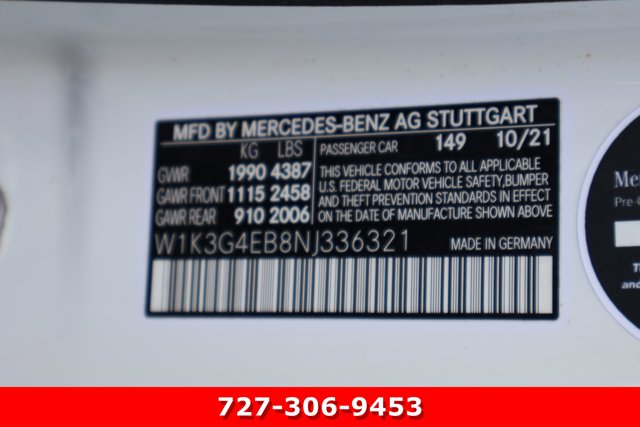 MFD BY MERCEDES-BENZ AG STUTTGART
KG LBS
GVWR 1990 4387
GAWR FRONT 1115 2458
GAWR REAR 910 2006
PASSENGER CAR 149 10/21
THIS VEHICLE CONFORMS TO ALL APPLICABLE
U.S. FEDERAL MOTOR VEHICLE SAFETY, BUMPER
AND THEFT PREVENTION STANDARDS IN EFFECT
ON THE DATE OF MANUFACTURE SHOWN ABOVE
W1K3G4EB8NJ336321 MADE IN GERMANY
727-306-9453